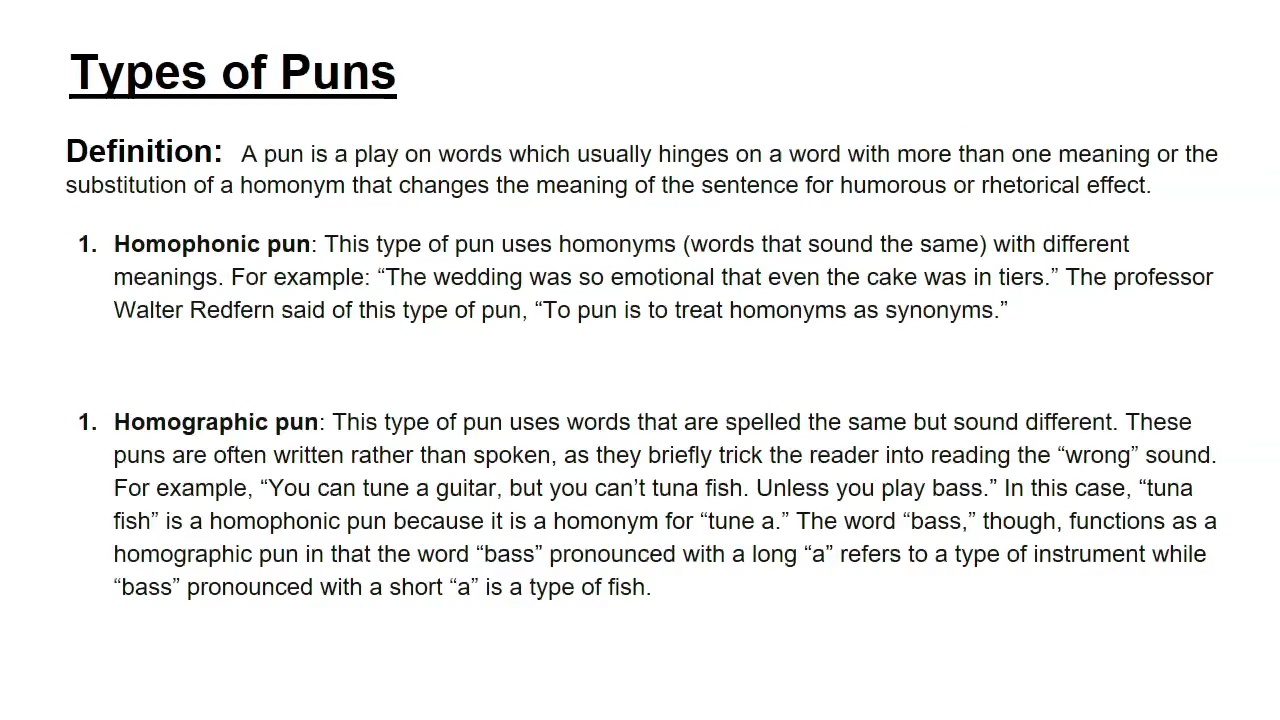 Types of Puns
Definition: A pun is a play on words which usually hinges on a word with more than one meaning or the
substitution of a homonym that changes the meaning of the sentence for humorous or rhetorical effect.
1. Homophonic pun: This type of pun uses homonyms (words that sound the same) with different
meanings. For example: “The wedding was so emotional that even the cake was in tiers.” The professor
Walter Redfern said of this type of pun, “To pun is to treat homonyms as synonyms.”
1. Homographic pun: This type of pun uses words that are spelled the same but sound different. These
puns are often written rather than spoken, as they briefly trick the reader into reading the “wrong” sound.
For example, “You can tune a guitar, but you can’t tuna fish. Unless you play bass.” In this case, “tuna
fish” is a homophonic pun because it is a homonym for “tune a.” The word “bass,” though, functions as a
homographic pun in that the word “bass” pronounced with a long “a” refers to a type of instrument while
“bass” pronounced with a short “a” is a type of fish.